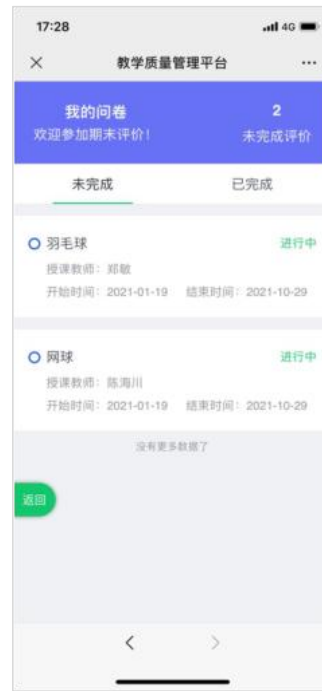 17:28
4G
教学质量管理平台
我的问卷
2
欢迎参加期末评价!
未完成评价
未完成
已完成
羽毛球
进行中
授课教师：郑敏
开始时间：2021-01-19 结束时间：2021-10-29
网球
进行中
授课教师：陈海川
开始时间：2021-01-19 结束时间：2021-10-29
没有更多数据了
返回